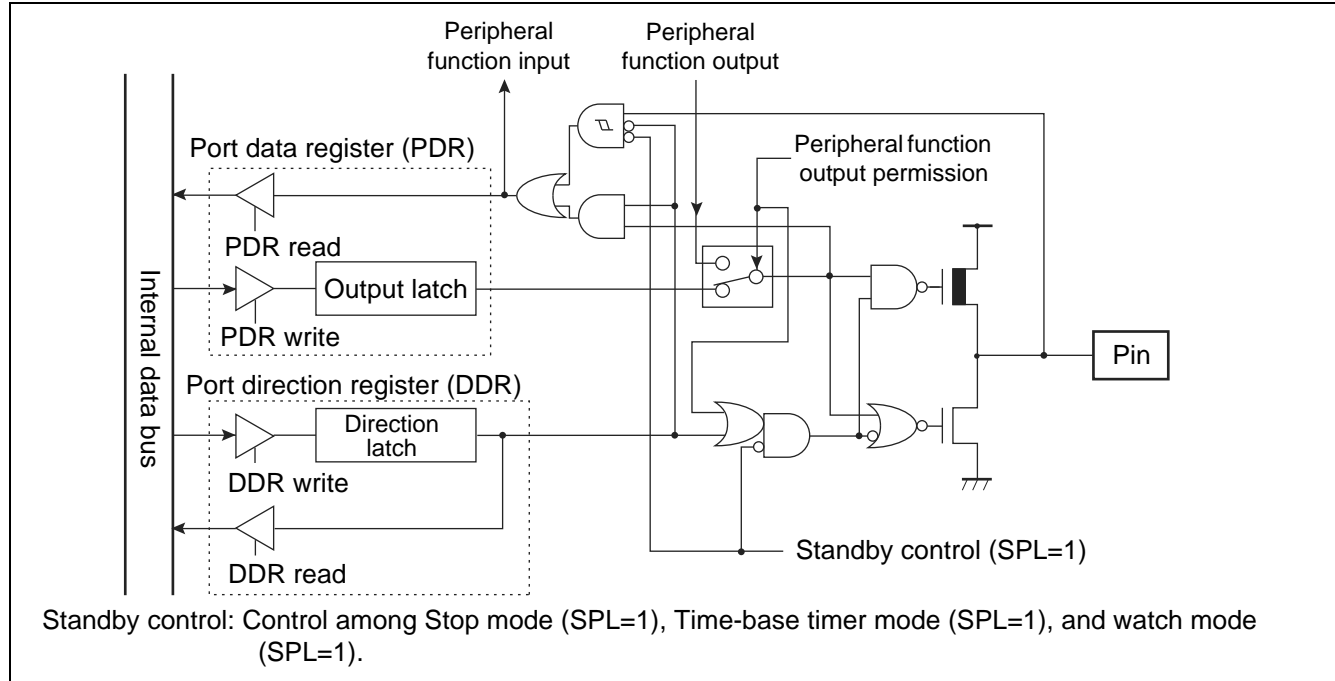 Peripheral
function input
Peripheral
function output
Port data register (PDR)
Peripheral function
output permission
PDR read
Output latch
PDR write
Internal data bus
Pin
Port direction register (DDR)
Direction
latch
DDR write
Standby control (SPL=1)
DDR read
Standby control: Control among Stop mode (SPL=1), Time-base timer mode (SPL=1), and watch mode
(SPL=1).